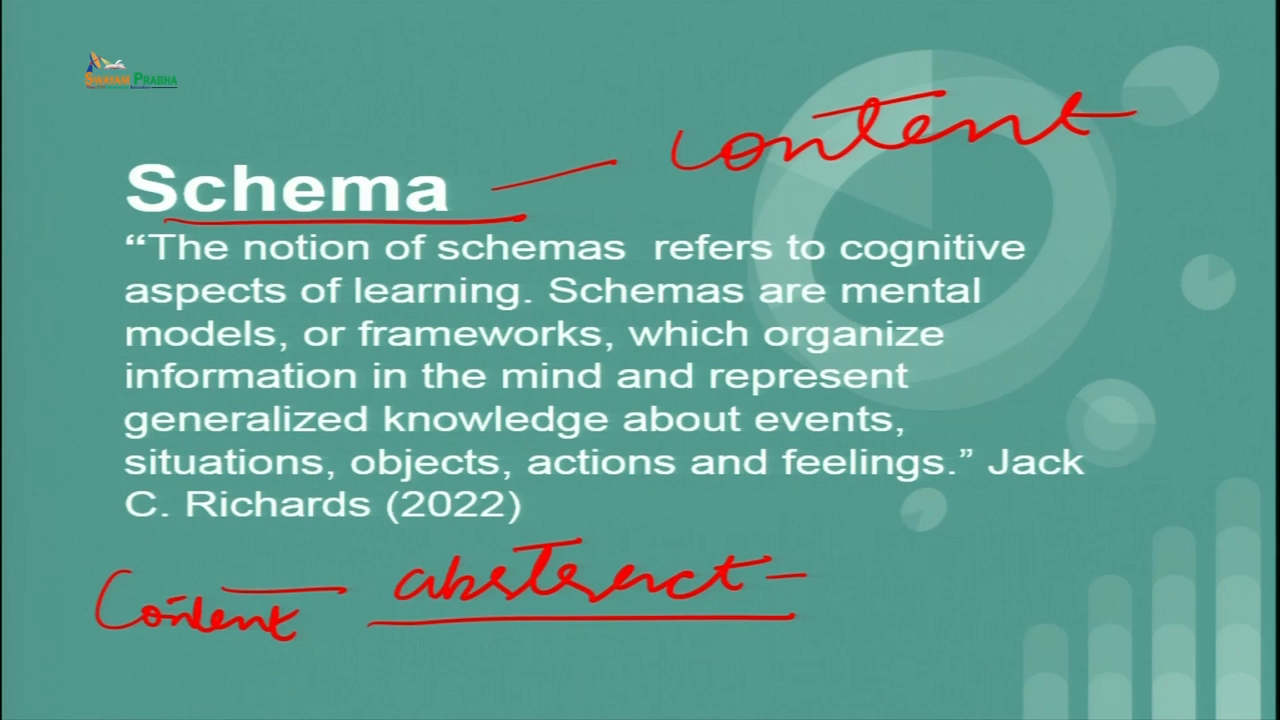 SWAYAM PRABHA
content
Schema
“The notion of schemas refers to cognitive
aspects of learning. Schemas are mental
models, or frameworks, which organize
information in the mind and represent
generalized knowledge about events,
situations, objects, actions and feelings.” Jack
C. Richards (2022)
Content abstract